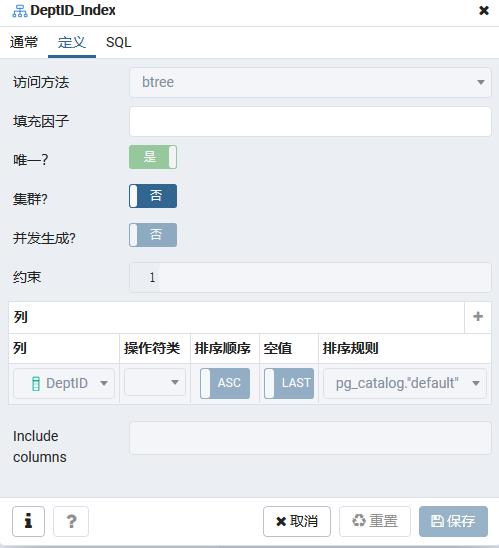 DeptID_Index
通常 定义 SQL
访问方法 btree
填充因子
唯一? 是
集群? 否
并发生成? 否
约束 1
列
列 操作符类 排序顺序 空值 排序规则
DeptID ASC LAST pg_catalog."default"
Include
columns
取消 重置 保存